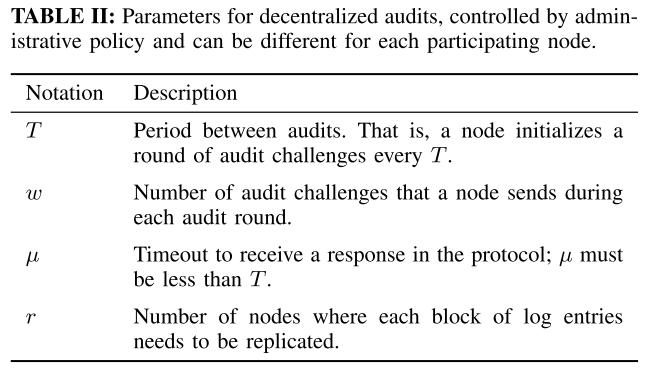 TABLE II: Parameters for decentralized audits, controlled by admin-
istrative policy and can be different for each participating node.
Notation Description
T Period between audits. That is, a node initializes a
round of audit challenges every T.
w Number of audit challenges that a node sends during
each audit round.
μ Timeout to receive a response in the protocol; μ must
be less than T.
r Number of nodes where each block of log entries
needs to be replicated.